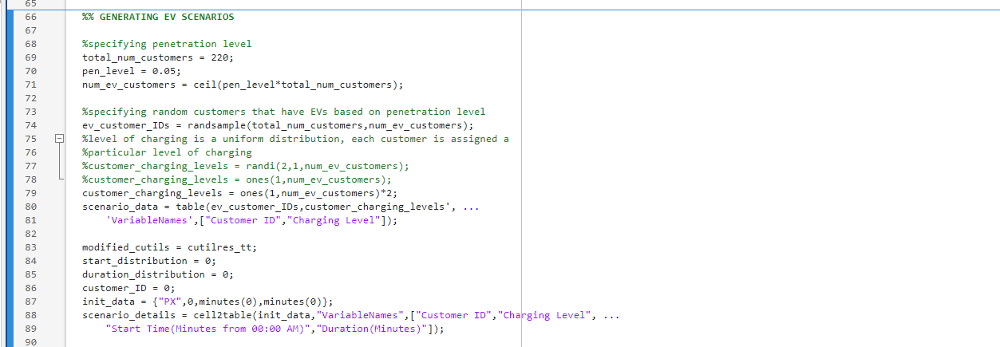 65
66 %% GENERATING EV SCENARIOS
67
68 %specifying penetration level
69 total_num_customers = 220;
70 pen_level = 0.05;
71 num_ev_customers = ceil(pen_level*total_num_customers);
72
73 %specifying random customers that have EVs based on penetration level
74 ev_customer_IDs = randsample(total_num_customers,num_ev_customers);
75 %level of charging is a uniform distribution, each customer is assigned a
76 %particular level of charging
77 %customer_charging_levels = randi(2,1,num_ev_customers);
78 %customer_charging_levels = ones(1,num_ev_customers);
79 customer_charging_levels = ones(1,num_ev_customers)*2;
80 scenario_data = table(ev_customer_IDs,customer_charging_levels', ...
81 'VariableNames',["Customer ID","Charging Level"]);
82
83 modified_cutils = cutilres_tt;
84 start_distribution = 0;
85 duration_distribution = 0;
86 customer_ID = 0;
87 init_data = {"PX",0,minutes(0),minutes(0)};
88 scenario_details = cell2table(init_data,"VariableNames",["Customer ID","Charging Level", ...
89 "Start Time(Minutes from 00:00 AM)","Duration(Minutes)"]);
90